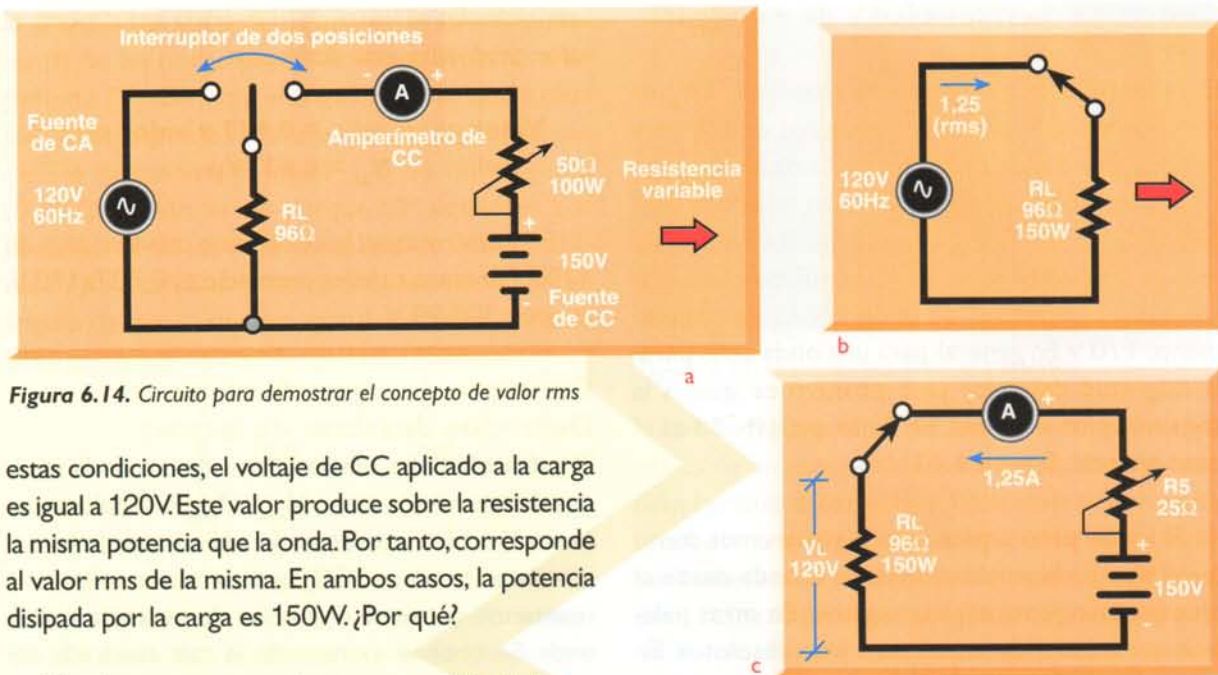 Interruptor de dos posiciones
- +
A
Fuente
de CA
Amperímetro de
CC
120V
60Hz
RL
96Ω
50Ω
100W
Resistencia
variable
+
150V
-
Fuente
de CC
a
1,25
(rms)
120V
60Hz
RL
96Ω
150W
b
Figura 6.14. Circuito para demostrar el concepto de valor rms
estas condiciones, el voltaje de CC aplicado a la carga
es igual a 120V. Este valor produce sobre la resistencia
la misma potencia que la onda. Por tanto, corresponde
al valor rms de la misma. En ambos casos, la potencia
disipada por la carga es 150W. ¿Por qué?
- +
A
1,25A
R5
25Ω
VL
120V
RL
96Ω
150W
+
150V
-
c